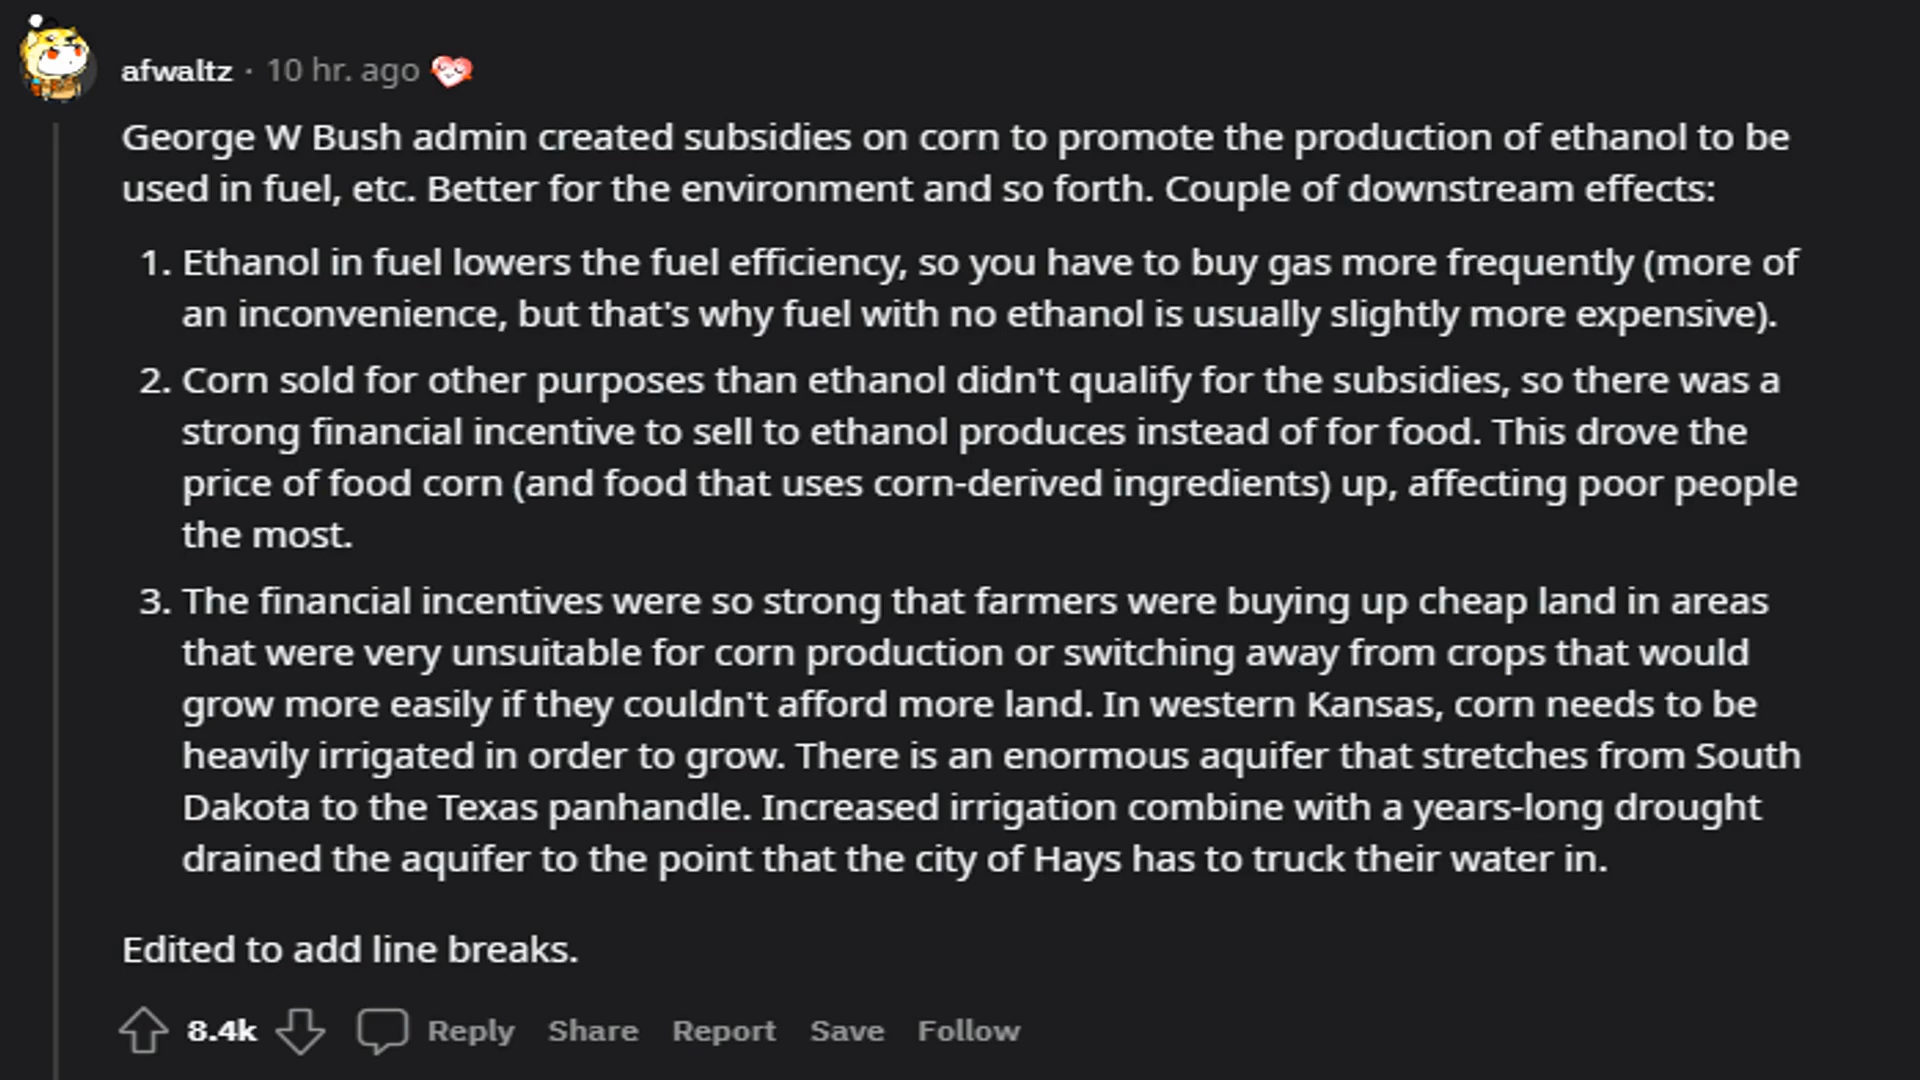 afwaltz · 10 hr. ago
George W Bush admin created subsidies on corn to promote the production of ethanol to be
used in fuel, etc. Better for the environment and so forth. Couple of downstream effects:
1. Ethanol in fuel lowers the fuel efficiency, so you have to buy gas more frequently (more of
an inconvenience, but that's why fuel with no ethanol is usually slightly more expensive).
2. Corn sold for other purposes than ethanol didn't qualify for the subsidies, so there was a
strong financial incentive to sell to ethanol produces instead of for food. This drove the
price of food corn (and food that uses corn-derived ingredients) up, affecting poor people
the most.
3. The financial incentives were so strong that farmers were buying up cheap land in areas
that were very unsuitable for corn production or switching away from crops that would
grow more easily if they couldn't afford more land. In western Kansas, corn needs to be
heavily irrigated in order to grow. There is an enormous aquifer that stretches from South
Dakota to the Texas panhandle. Increased irrigation combine with a years-long drought
drained the aquifer to the point that the city of Hays has to truck their water in.
Edited to add line breaks.
8.4k Reply Share Report Save Follow